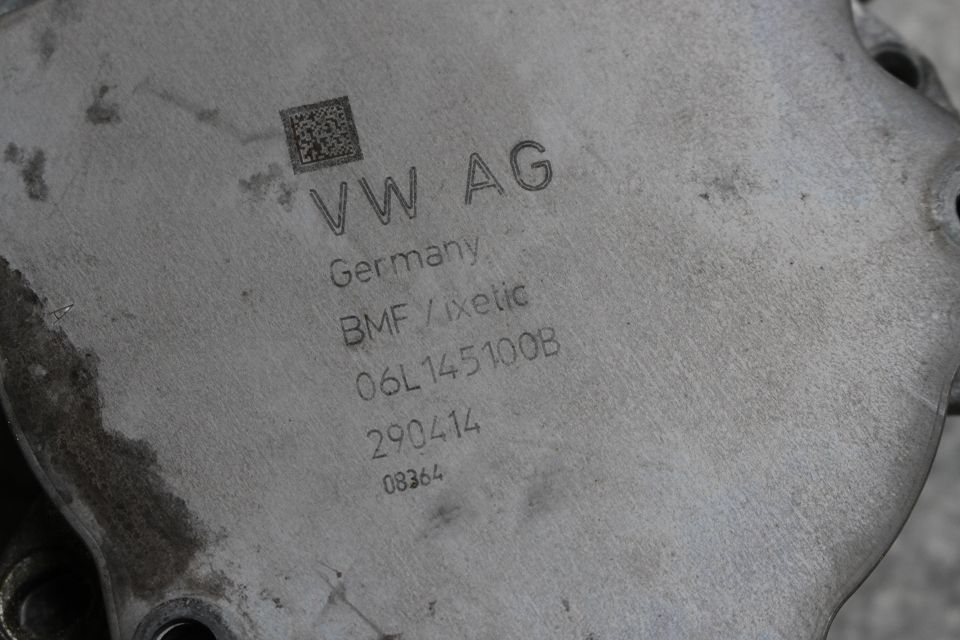 VW AG
Germany
BMF / ixetic
06L145100B
290414
08364